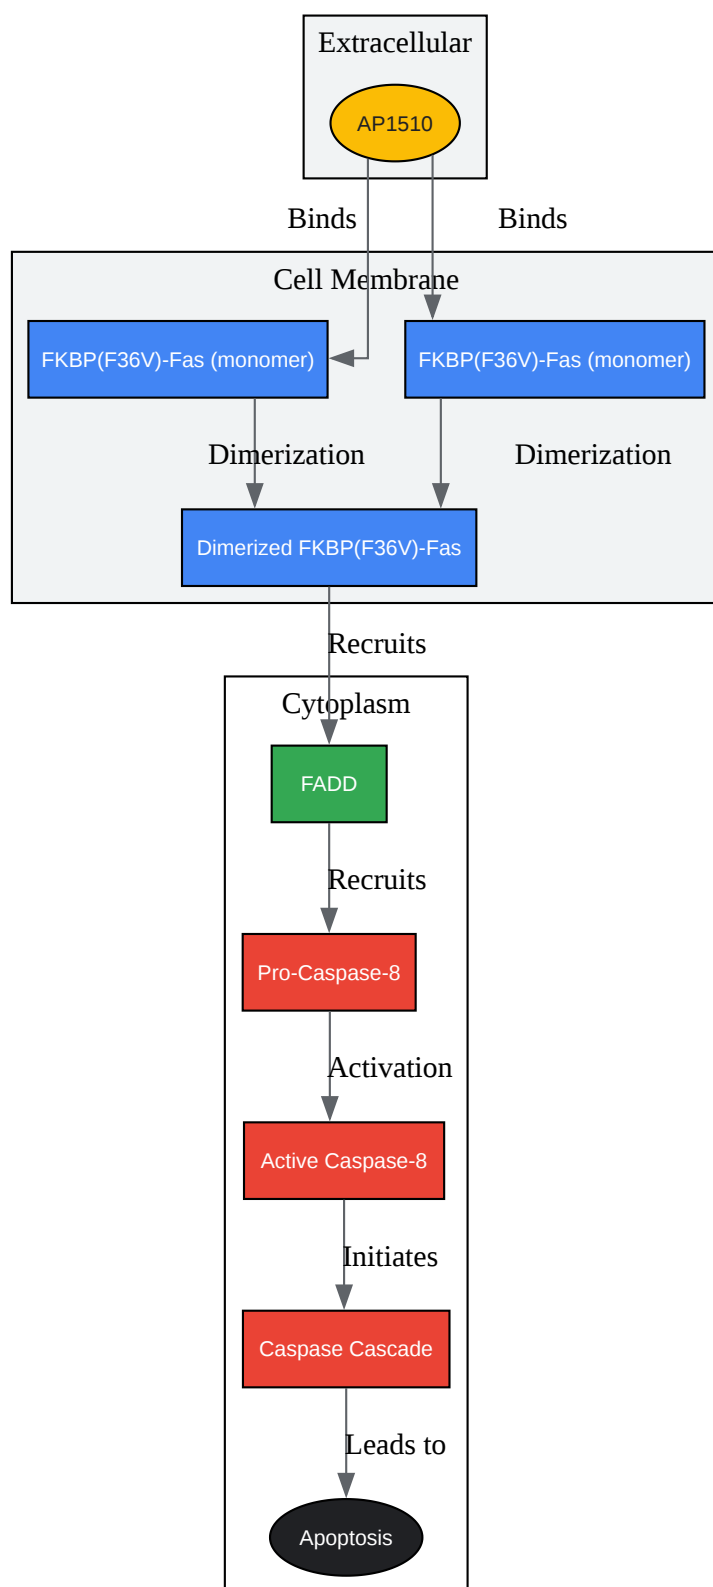 Extracellular
AP1510
Binds
Binds
Cell Membrane
FKBP(F36V)-Fas (monomer)
FKBP(F36V)-Fas (monomer)
Dimerization
Dimerization
Dimerized FKBP(F36V)-Fas
Recruits
Cytoplasm
FADD
Recruits
Pro-Caspase-8
Activation
Active Caspase-8
Initiates
Caspase Cascade
Leads to
Apoptosis